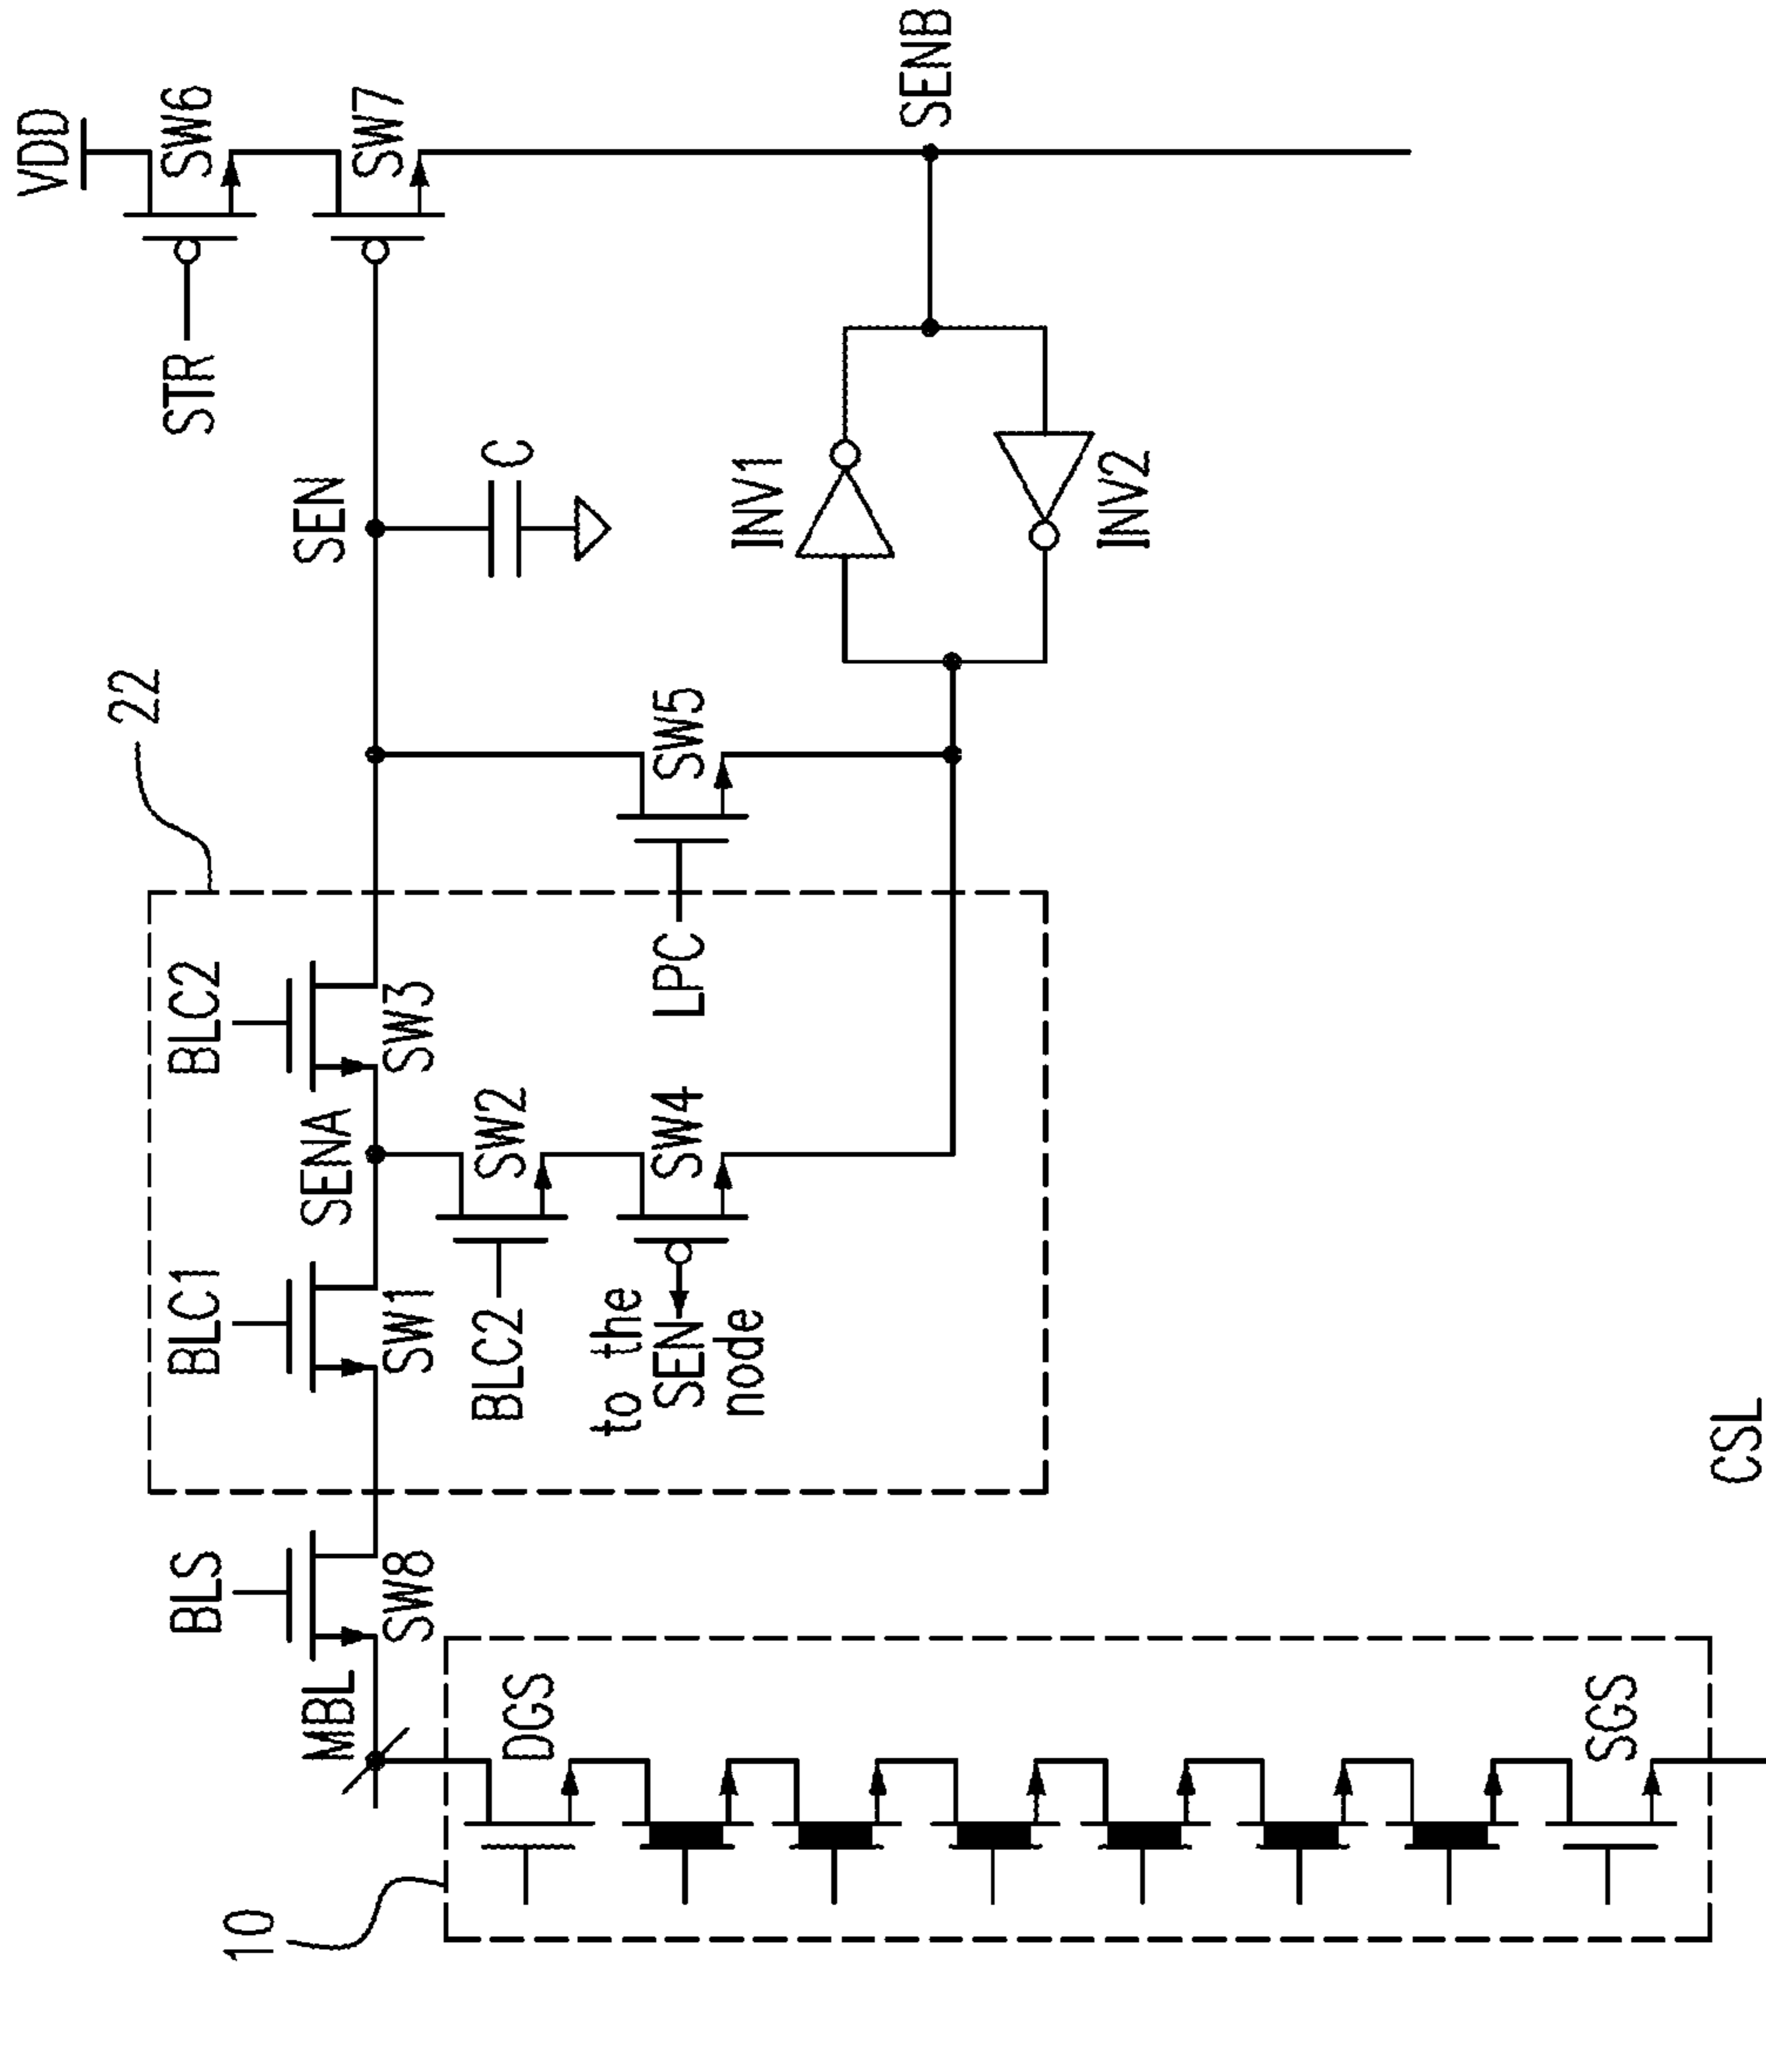 VDD
STR
SW6
SW7
SEN
C
SENB
22
BLC2
SW3
SW5
LPC
INV1
INV2
SENA
BLC1
SW1
SW2
BLC2
SW4
to the
SEN
node
BLS
SW8
MBL
DGS
SGS
CSL
10